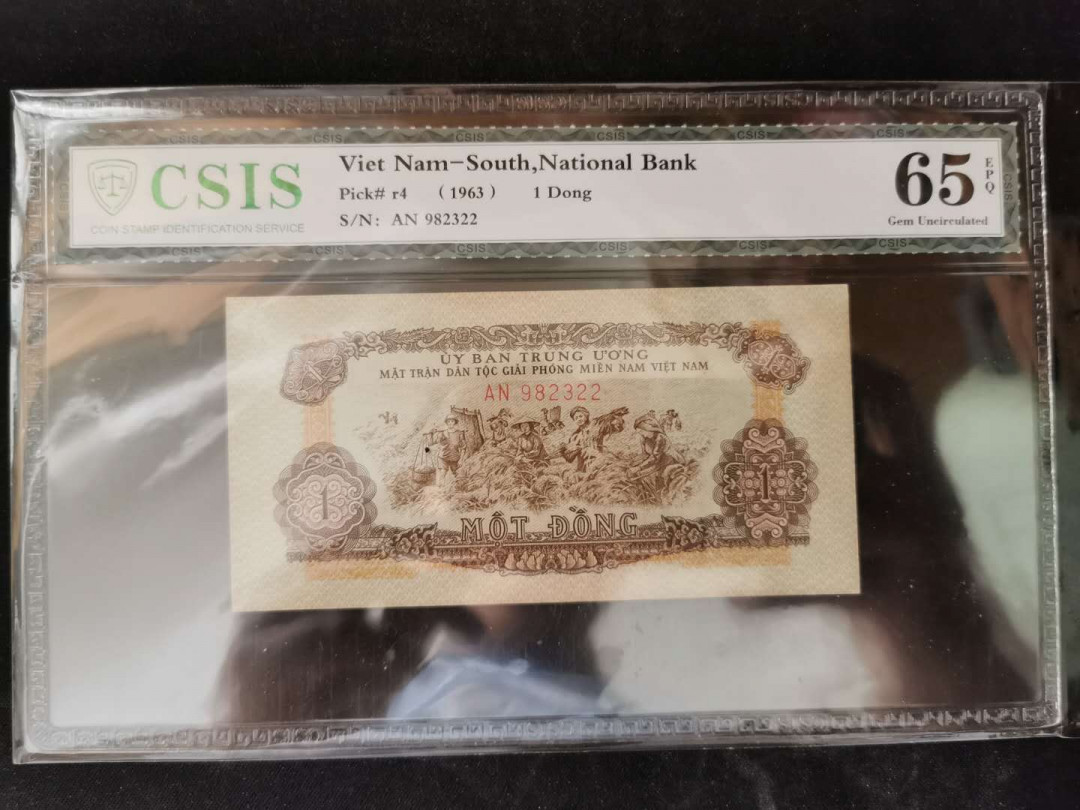 CSIS
COIN STAMP IDENTIFICATION SERVICE
Viet Nam-South,National Bank
Pick# r4 (1963) 1 Dong
S/N: AN 982322
65
EPQ
Gem Uncirculated
ỦY BAN TRUNG ƯƠNG
MẶT TRẬN DÂN TỘC GIẢI PHÓNG MIỀN NAM VIỆT NAM
AN 982322
1
1
MỘT ĐỒNG